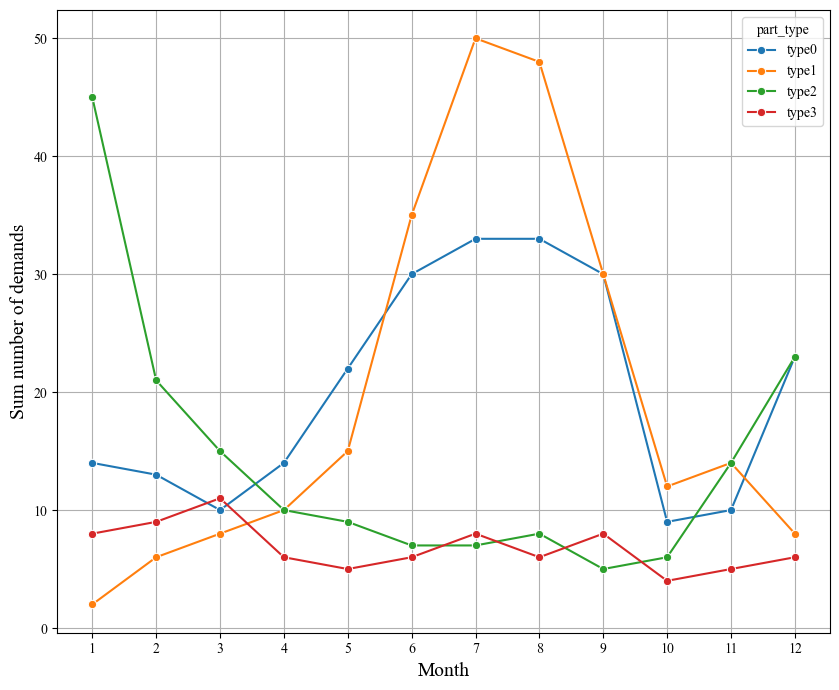 part_type
type0
type1
type2
type3
50
40
30
20
10
0
Sum number of demands
1 2 3 4 5 6 7 8 9 10 11 12
Month